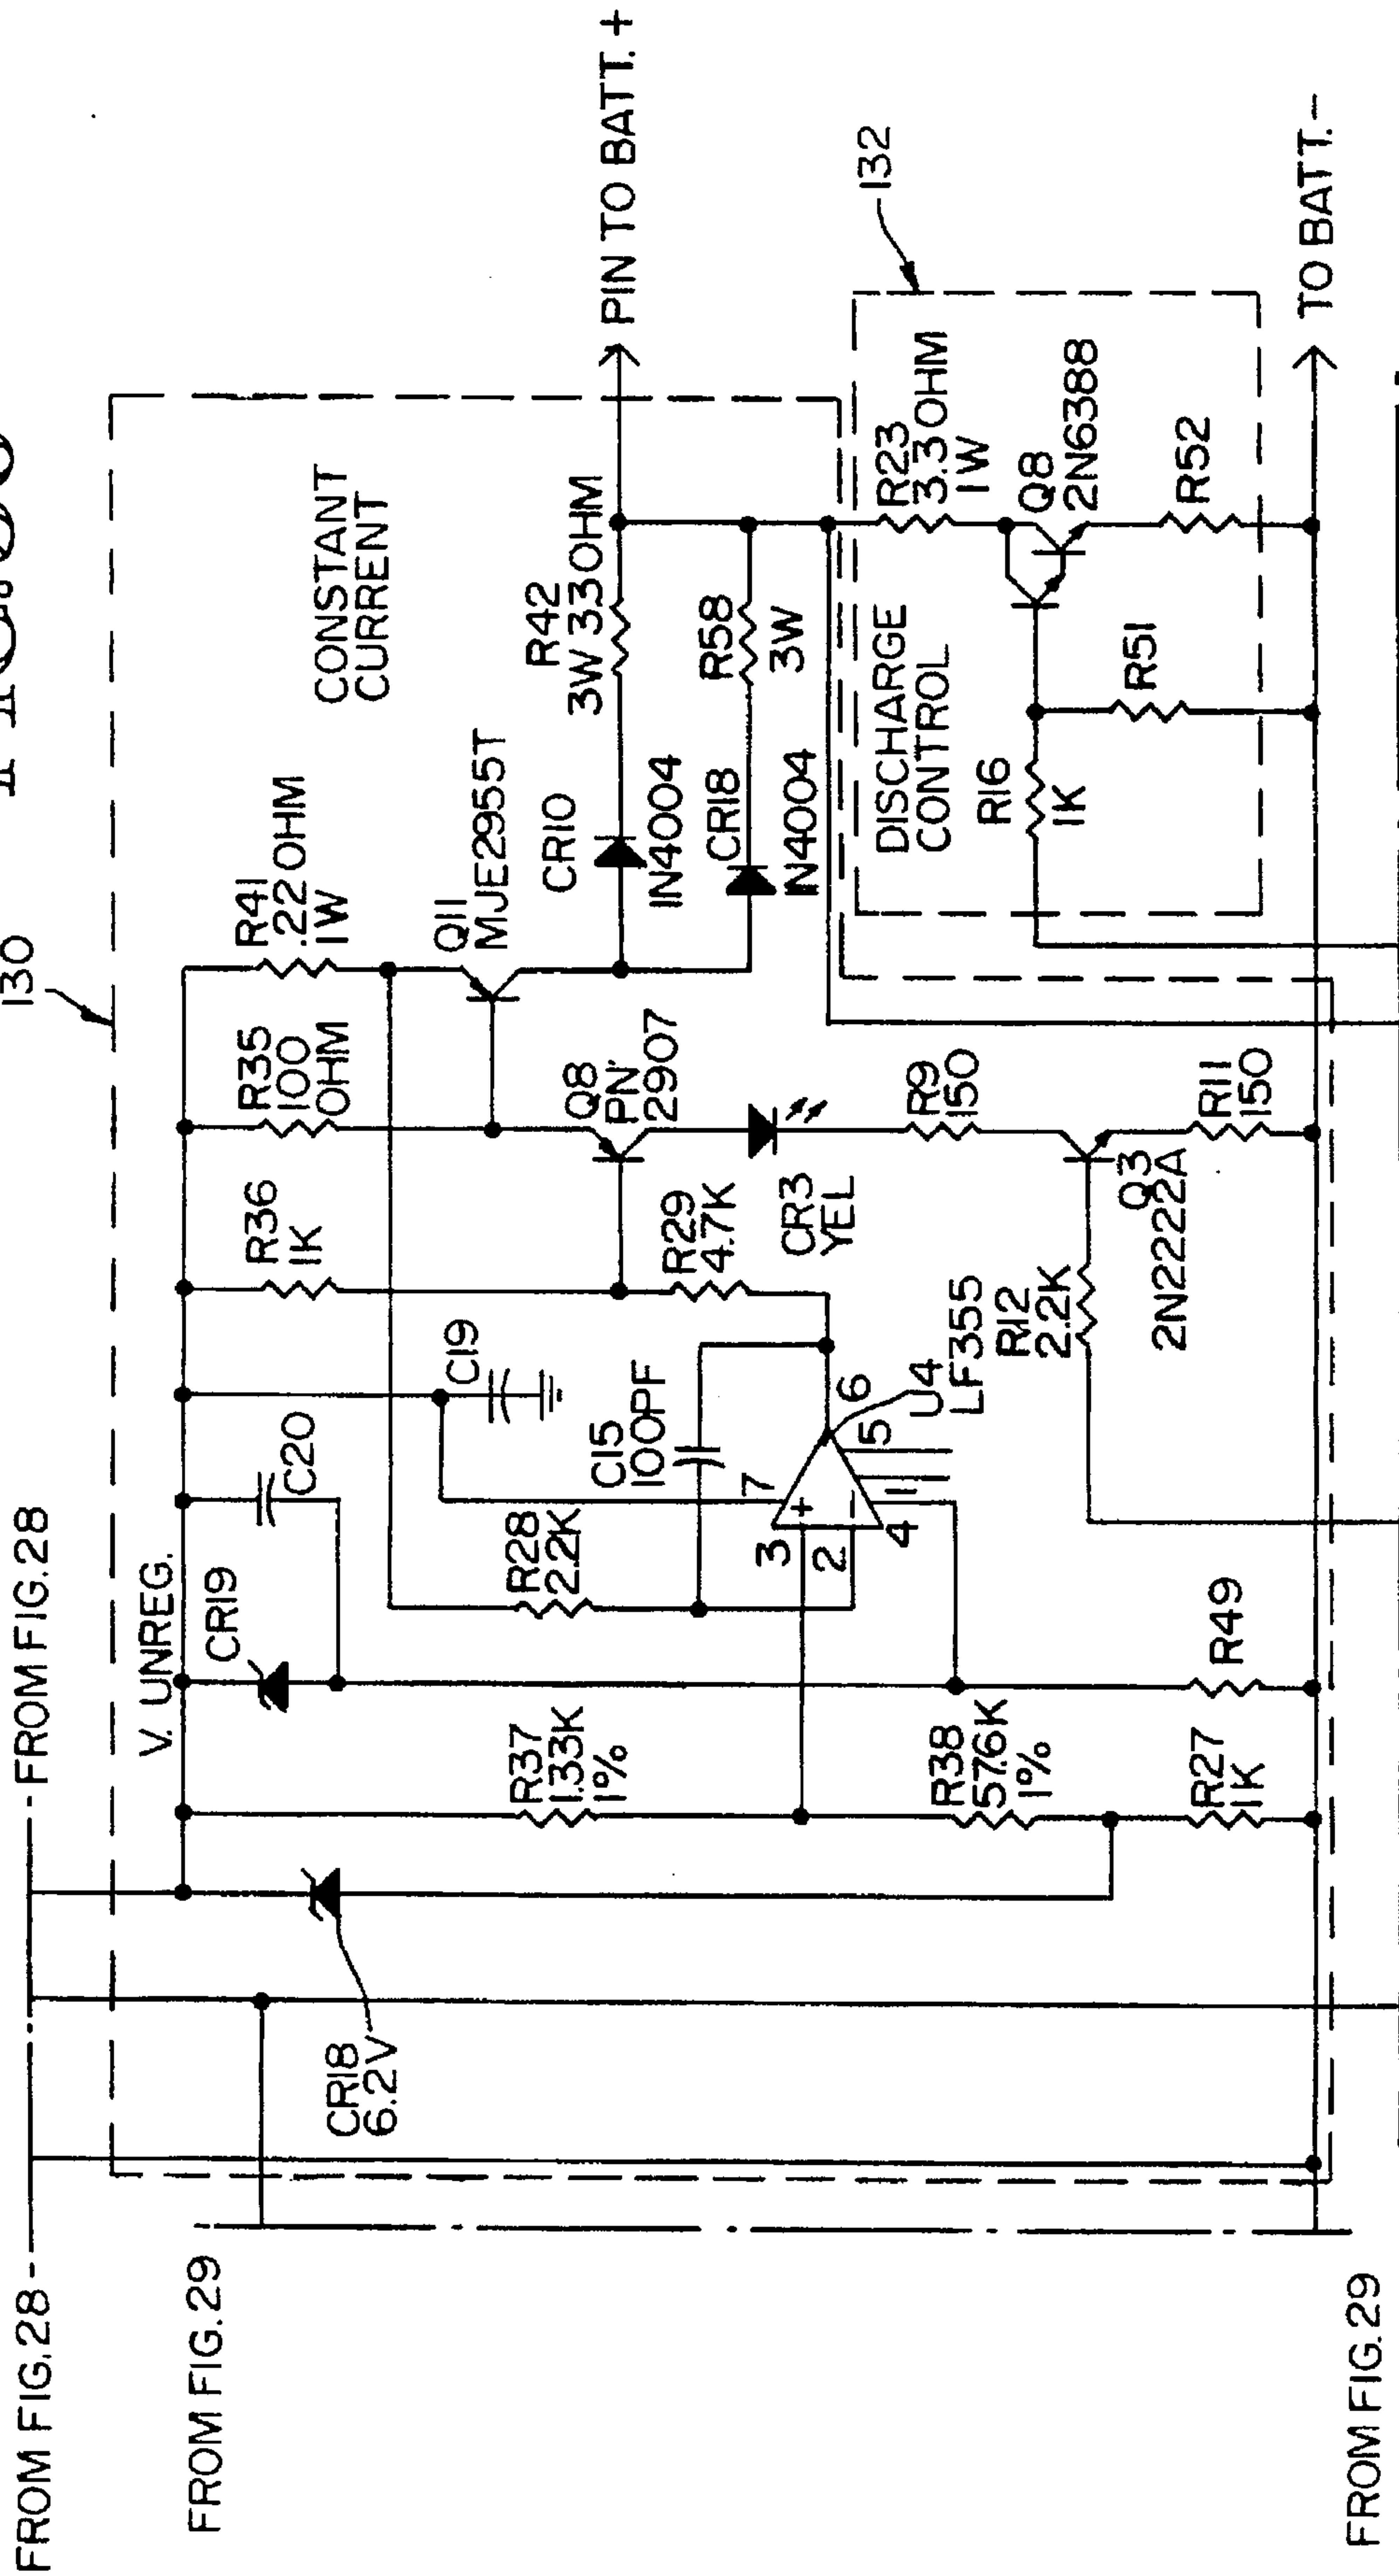 FROM FIG.28
FROM FIG.28
FROM FIG.29
FROM FIG.29
130
V. UNREG.
CR18
6.2V
CR19
C20
C19
R37
1.33K
1%
R38
57.6K
1%
R27
1K
R49
R28
2.2K
C15
100PF
3
2
7
4
1
5
6
U4
LF355
R36
1K
R29
4.7K
R35
100
OHM
Q8
PN'
2907
CR3
YEL
R9
150
R12
2.2K
Q3
2N2222A
R11
150
R41
.22 OHM
1W
Q11
MJE2955T
CONSTANT
CURRENT
CR10
1N4004
R42
3W 3.3OHM
CR18
1N4004
R58
3W
PIN TO BATT. +
132
DISCHARGE
CONTROL
R16
1K
R51
R23
3.3 OHM
1W
Q8
2N6388
R52
TO BATT. -